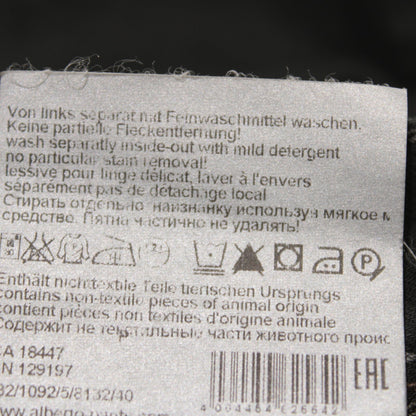 Von links separat mit Feinwaschmittel waschen.
Keine partielle Fleckentfernung!
wash separatly inside-out with mild detergent
no particular stain removal!
lessive pour linge délicat, laver à l'envers
séparément pas de détachage local
Стирать отдельно наизнанку используя мягкое м
средство. Пятна частично не удалять!
Enthält nichttextile Teile tierischen Ursprungs
contains non-textile pieces of animal origin
contient pièces non textiles d'origine animale
Содержит не текстильные части животного проис
CA 18447
N 129197
32/1092/5/8132/40
EAC